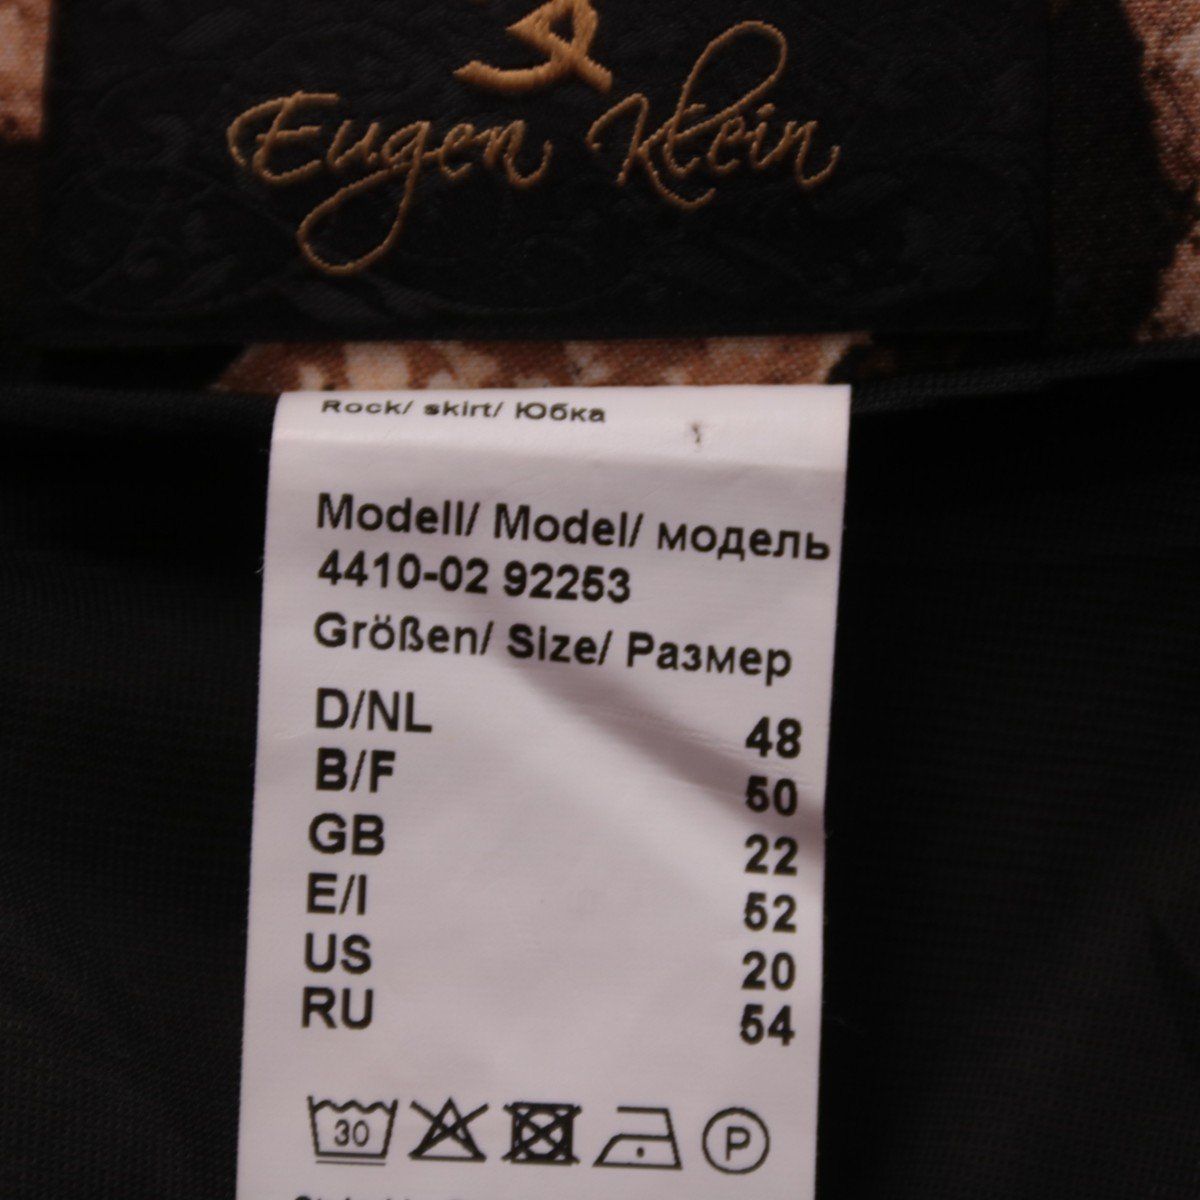 Eugen Klein
Rock/ skirt/ Юбка
Modell/ Model/ модель
4410-02 92253
Größen/ Size/ Размер
D/NL 48
B/F 50
GB 22
E/I 52
US 20
RU 54
30 P